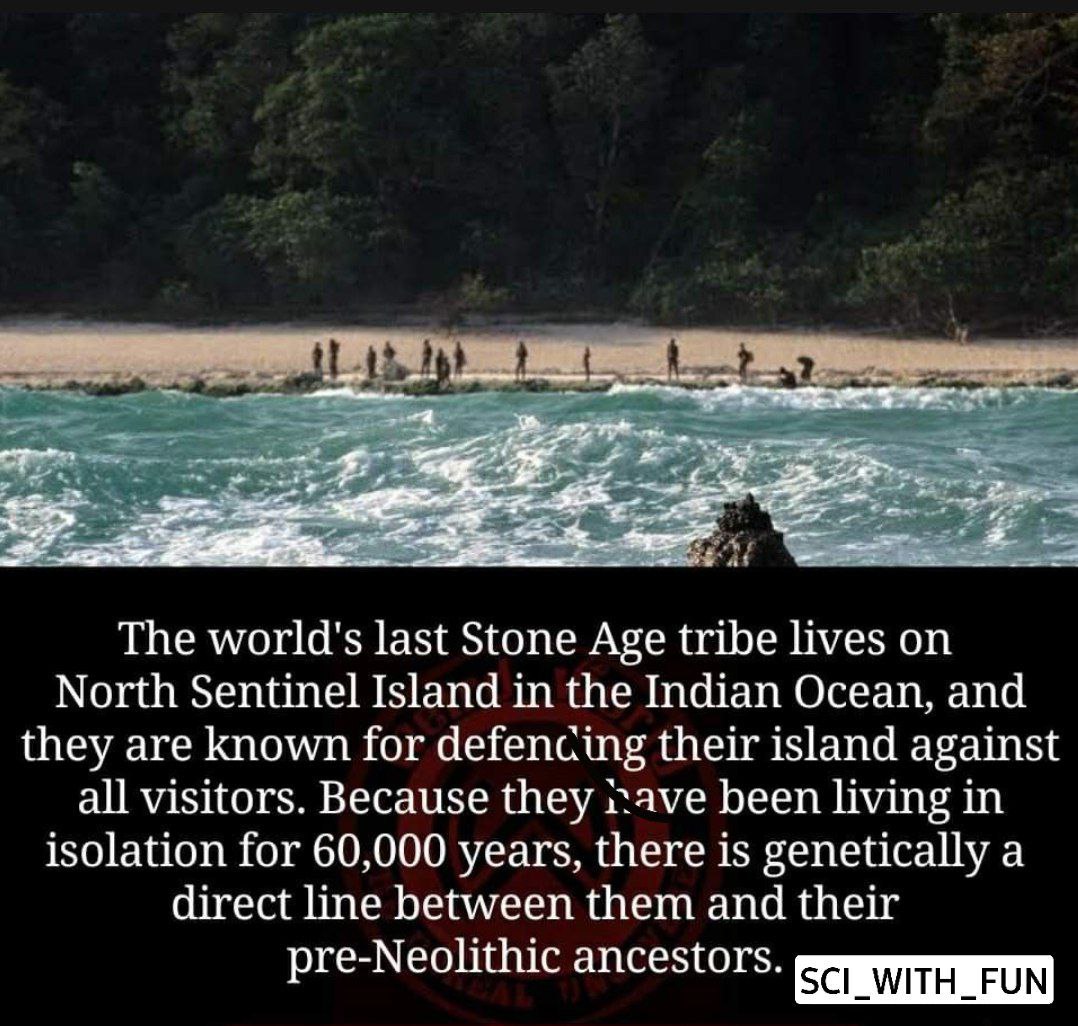 The world's last Stone Age tribe lives on
North Sentinel Island in the Indian Ocean, and
they are known for defending their island against
all visitors. Because they have been living in
isolation for 60,000 years, there is genetically a
direct line between them and their
pre-Neolithic ancestors.
SCI_WITH_FUN